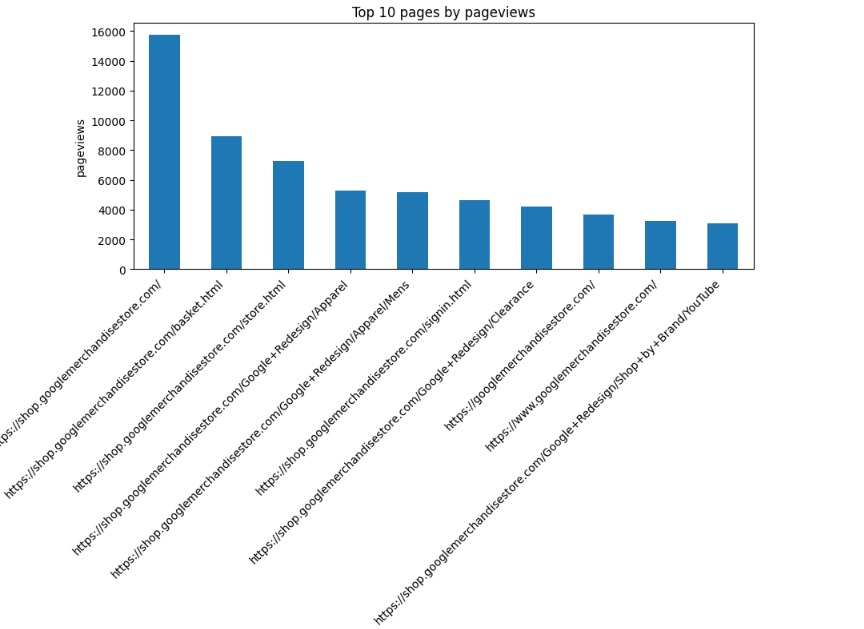 Top 10 pages by pageviews
pageviews
16000
14000
12000
10000
8000
6000
4000
2000
0
ps://shop.googlemerchandisestore.com/
https://shop.googlemerchandisestore.com/basket.html
https://shop.googlemerchandisestore.com/store.html
https://shop.googlemerchandisestore.com/Google+Redesign/Apparel
https://shop.googlemerchandisestore.com/Google+Redesign/Apparel/Mens
https://shop.googlemerchandisestore.com/signin.html
https://shop.googlemerchandisestore.com/Google+Redesign/Clearance
https://googlemerchandisestore.com/
https://www.googlemerchandisestore.com/
https://shop.googlemerchandisestore.com/Google+Redesign/Shop+by+Brand/YouTube